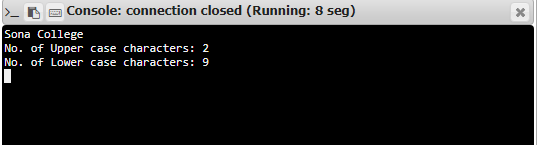 >_ Console: connection closed (Running: 8 seg)
Sona College
No. of Upper case characters: 2
No. of Lower case characters: 9